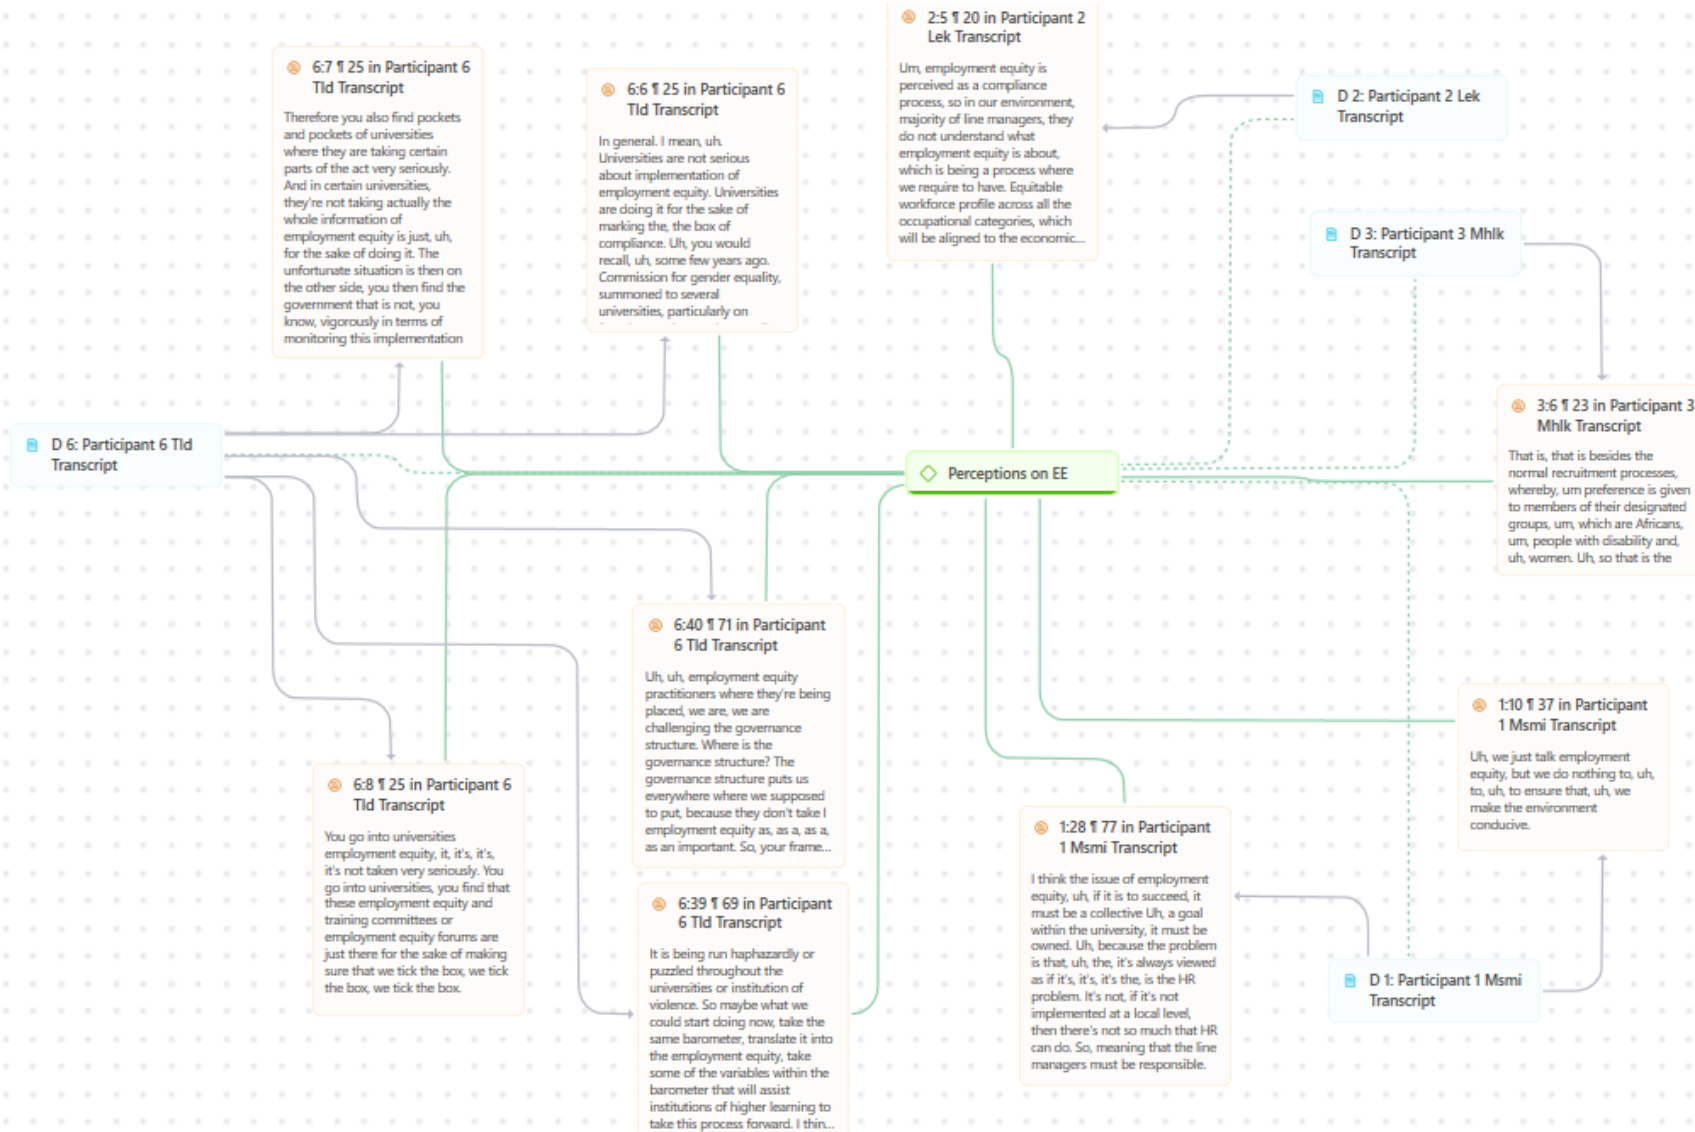 6:7 ¶ 25 in Participant 6
Tld Transcript
Therefore you also find pockets
and pockets of universities
where they are taking certain
parts of the act very seriously.
And in certain universities,
they're not taking actually the
whole information of
employment equity is just, uh,
for the sake of doing it. The
unfortunate situation is then on
the other side, you then find the
government that is not, you
know, vigorously in terms of
monitoring this implementation
6:6 ¶ 25 in Participant 6
Tld Transcript
In general. I mean, uh.
Universities are not serious
about implementation of
employment equity. Universities
are doing it for the sake of
marking the, the box of
compliance. Uh, you would
recall, uh, some few years ago.
Commission for gender equality,
summoned to several
universities, particularly on
2:5 ¶ 20 in Participant 2
Lek Transcript
Um, employment equity is
perceived as a compliance
process, so in our environment,
majority of line managers, they
do not understand what
employment equity is about,
which is being a process where
we require to have. Equitable
workforce profile across all the
occupational categories, which
will be aligned to the economic...
D 2: Participant 2 Lek
Transcript
D 3: Participant 3 Mhlk
Transcript
3:6 ¶ 23 in Participant 3
Mhlk Transcript
That is, that is besides the
normal recruitment processes,
whereby, um preference is given
to members of their designated
groups, um, which are Africans,
um, people with disability and,
uh, women. Uh, so that is the
D 6: Participant 6 Tld
Transcript
Perceptions on EE
6:40 ¶ 71 in Participant
6 Tld Transcript
Uh, uh, employment equity
practitioners where they're being
placed, we are, we are
challenging the governance
structure. Where is the
governance structure? The
governance structure puts us
everywhere where we supposed
to put, because they don't take I
employment equity as, as a, as a,
as an important. So, your frame...
6:8 ¶ 25 in Participant 6
Tld Transcript
You go into universities
employment equity, it, it's, it's,
it's not taken very seriously. You
go into universities, you find that
these employment equity and
training committees or
employment equity forums are
just there for the sake of making
sure that we tick the box, we tick
the box, we tick the box.
6:39 ¶ 69 in Participant
6 Tld Transcript
It is being run haphazardly or
puzzled throughout the
universities or institution of
violence. So maybe what we
could start doing now, take the
same barometer, translate it into
the employment equity, take
some of the variables within the
barometer that will assist
institutions of higher learning to
take this process forward. I thin...
1:28 ¶ 77 in Participant
1 Msmi Transcript
I think the issue of employment
equity, uh, if it is to succeed, it
must be a collective Uh, a goal
within the university, it must be
owned. Uh, because the problem
is that, uh, the, it's always viewed
as if it's, it's, it's the, is the HR
problem. It's not, if it's not
implemented at a local level,
then there's not so much that HR
can do. So, meaning that the line
managers must be responsible.
1:10 ¶ 37 in Participant
1 Msmi Transcript
Uh, we just talk employment
equity, but we do nothing to, uh,
to, uh, to ensure that, uh, we
make the environment
conducive.
D 1: Participant 1 Msmi
Transcript